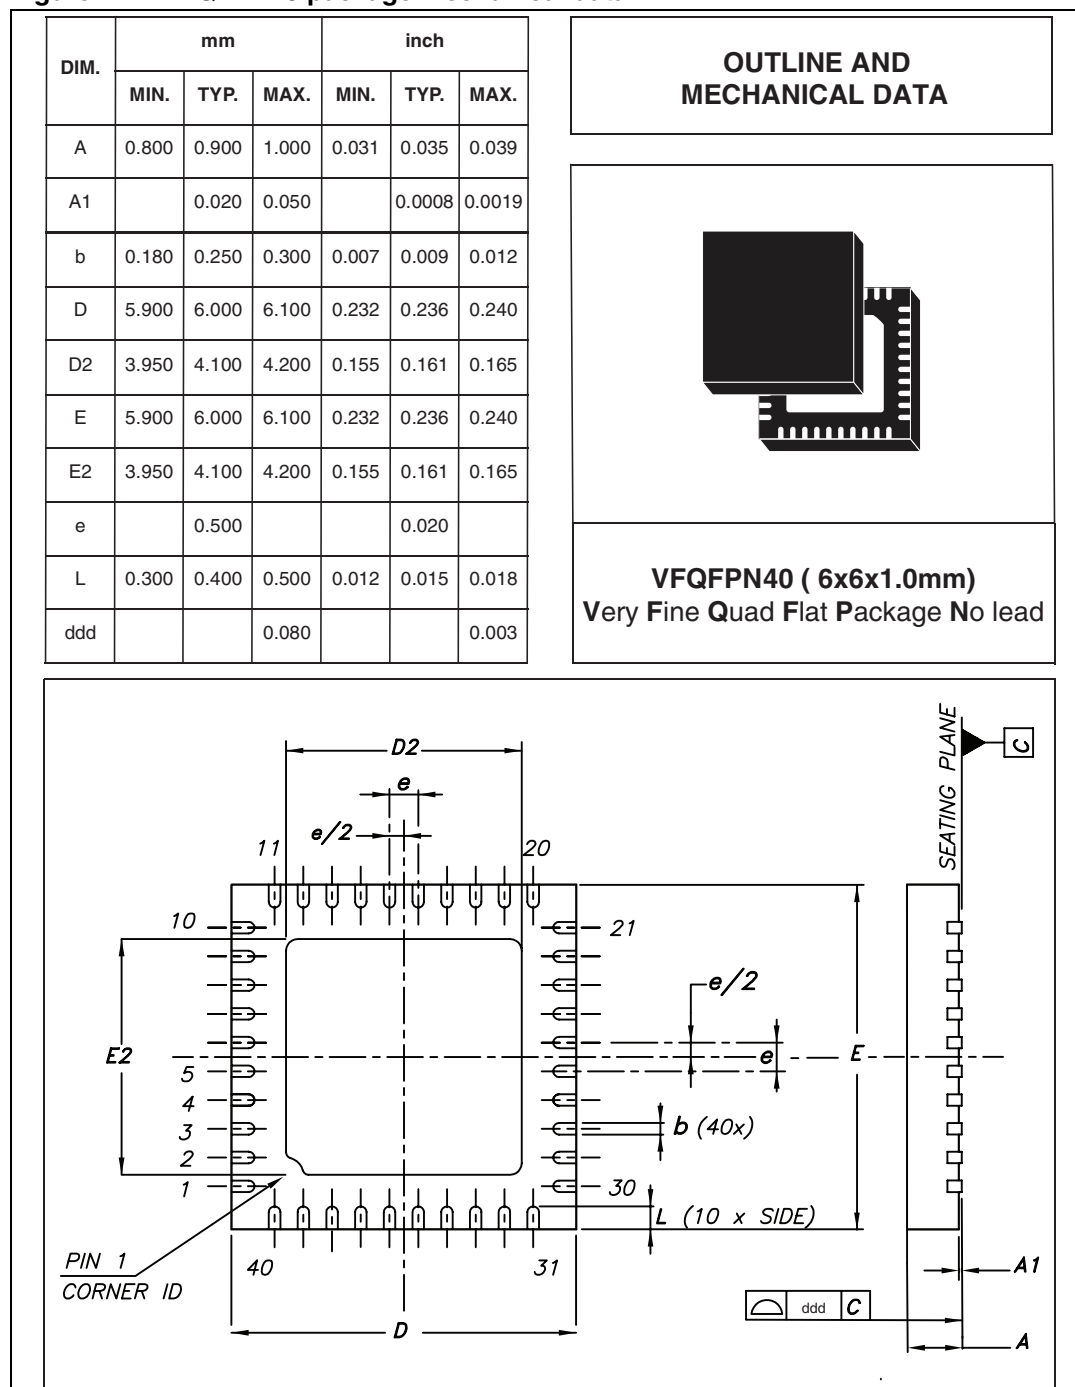 DIM. mm inch
MIN. TYP. MAX. MIN. TYP. MAX.
A 0.800 0.900 1.000 0.031 0.035 0.039
A1 0.020 0.050 0.0008 0.0019
b 0.180 0.250 0.300 0.007 0.009 0.012
D 5.900 6.000 6.100 0.232 0.236 0.240
D2 3.950 4.100 4.200 0.155 0.161 0.165
E 5.900 6.000 6.100 0.232 0.236 0.240
E2 3.950 4.100 4.200 0.155 0.161 0.165
e 0.500 0.020
L 0.300 0.400 0.500 0.012 0.015 0.018
ddd 0.080 0.003
OUTLINE AND
MECHANICAL DATA
VFQFPN40 ( 6x6x1.0mm)
Very Fine Quad Flat Package No lead
D2
e
e/2
11
20
10
21
E2
e/2
e
E
5
4
3
2
1
b (40x)
30
L (10 x SIDE)
PIN 1
CORNER ID
40
31
D
SEATING PLANE
C
A1
ddd C
A